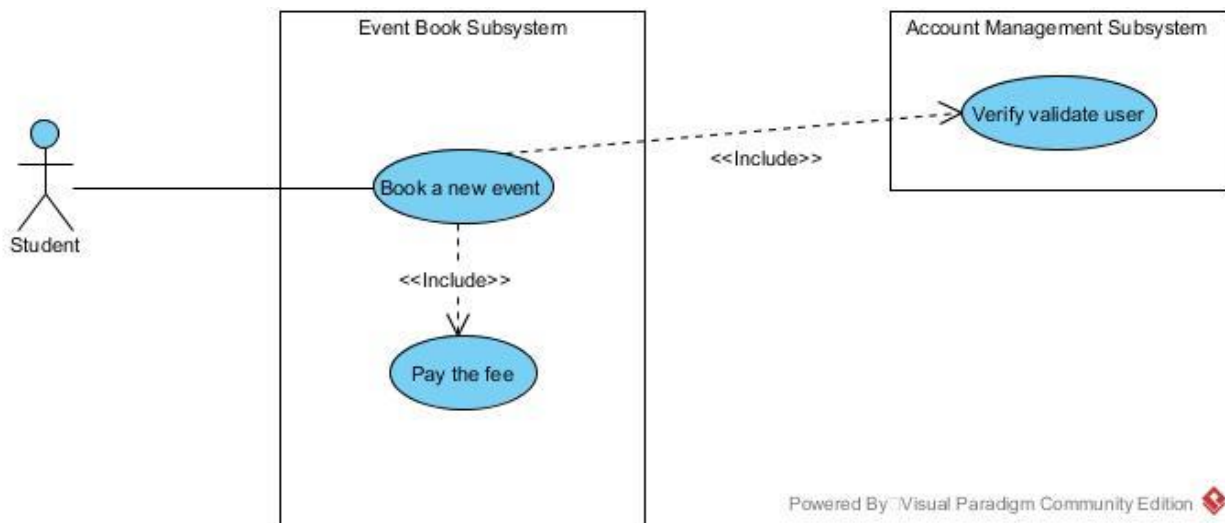 Event Book Subsystem
Account Management Subsystem
Verify validate user
<<Include>>
Book a new event
Student
<<Include>>
Pay the fee
Powered By Visual Paradigm Community Edition